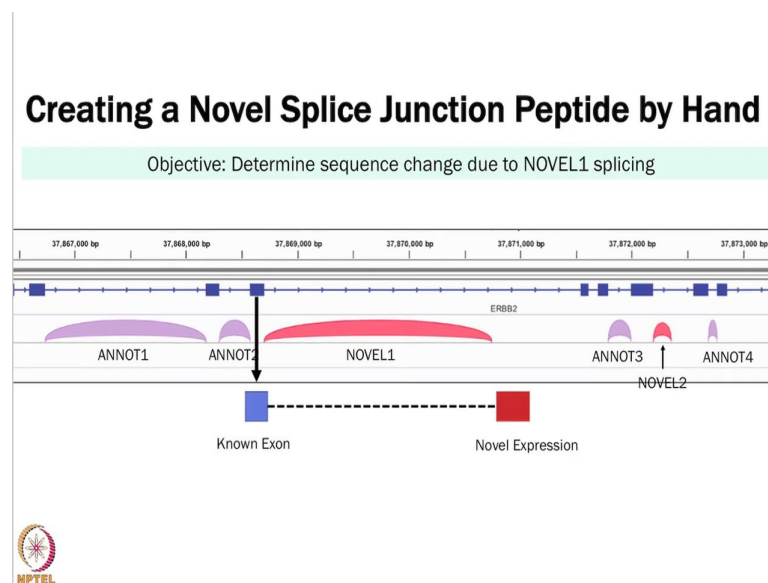 Creating a Novel Splice Junction Peptide by Hand
Objective: Determine sequence change due to NOVEL1 splicing
37,867,000 bp 37,868,000 bp 37,869,000 bp 37,870,000 bp 37,871,000 bp 37,872,000 bp 37,873,000 bp
ERBB2
ANNOT1 ANNOT2 NOVEL1 ANNOT3 ANNOT4
NOVEL2
Known Exon Novel Expression
NPTEL